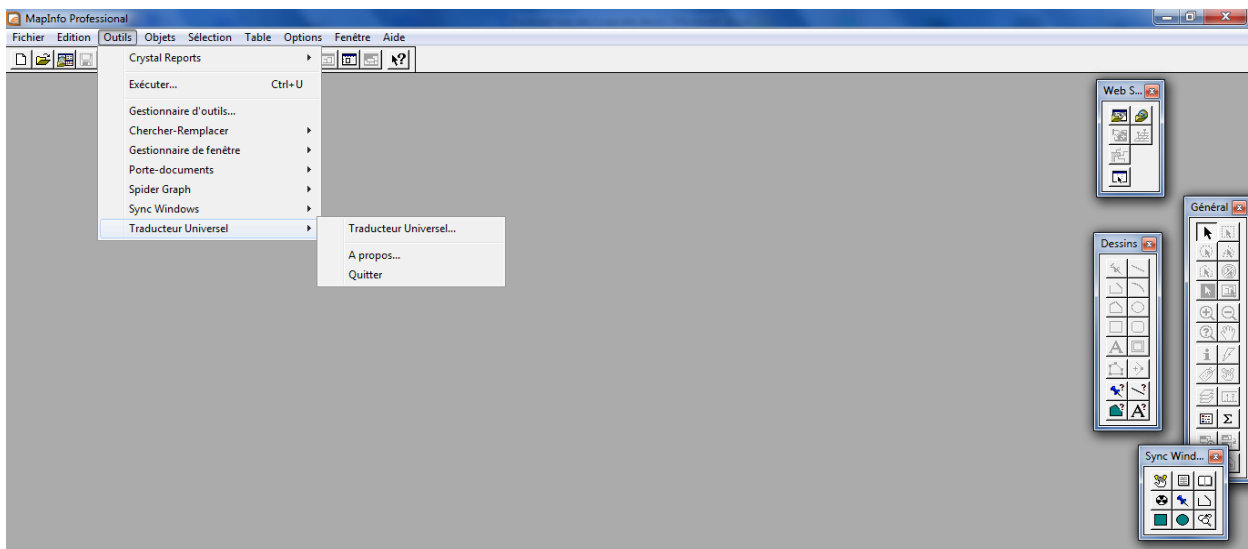 MapInfo Professional
Fichier Edition Outils Objets Sélection Table Options Fenêtre Aide
Crystal Reports
Exécuter... Ctrl+U
Gestionnaire d'outils...
Chercher-Remplacer
Gestionnaire de fenêtre
Porte-documents
Spider Graph
Sync Windows
Traducteur Universel
Traducteur Universel...
A propos...
Quitter
Web S...
Général
Dessins
Sync Wind...